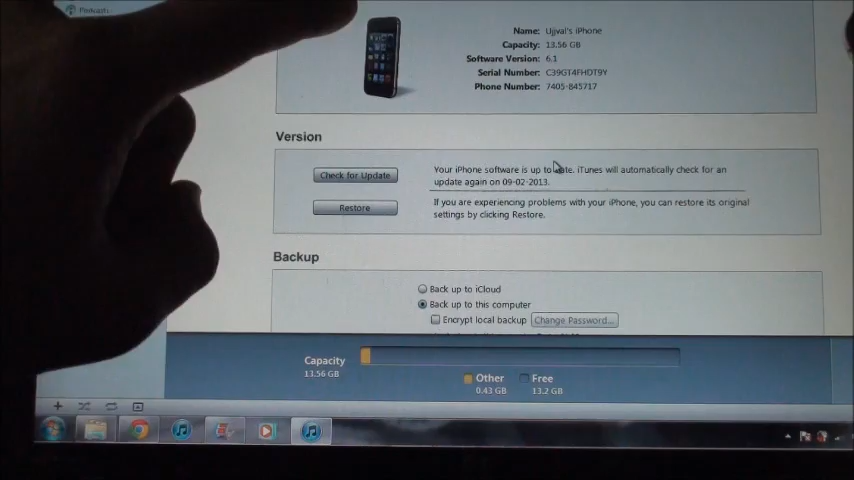 Name: Ujjval's iPhone
Capacity: 13.56 GB
Software Version: 6.1
Serial Number: C39GT4FHDT9Y
Phone Number: 7405-845717
Version
Check for Update
Your iPhone software is up to date. iTunes will automatically check for an
update again on 09-02-2013.
Restore
If you are experiencing problems with your iPhone, you can restore its original
settings by clicking Restore.
Backup
Back up to iCloud
Back up to this computer
Encrypt local backup Change Password...
Capacity
13.56 GB
Other
0.43 GB
Free
13.2 GB